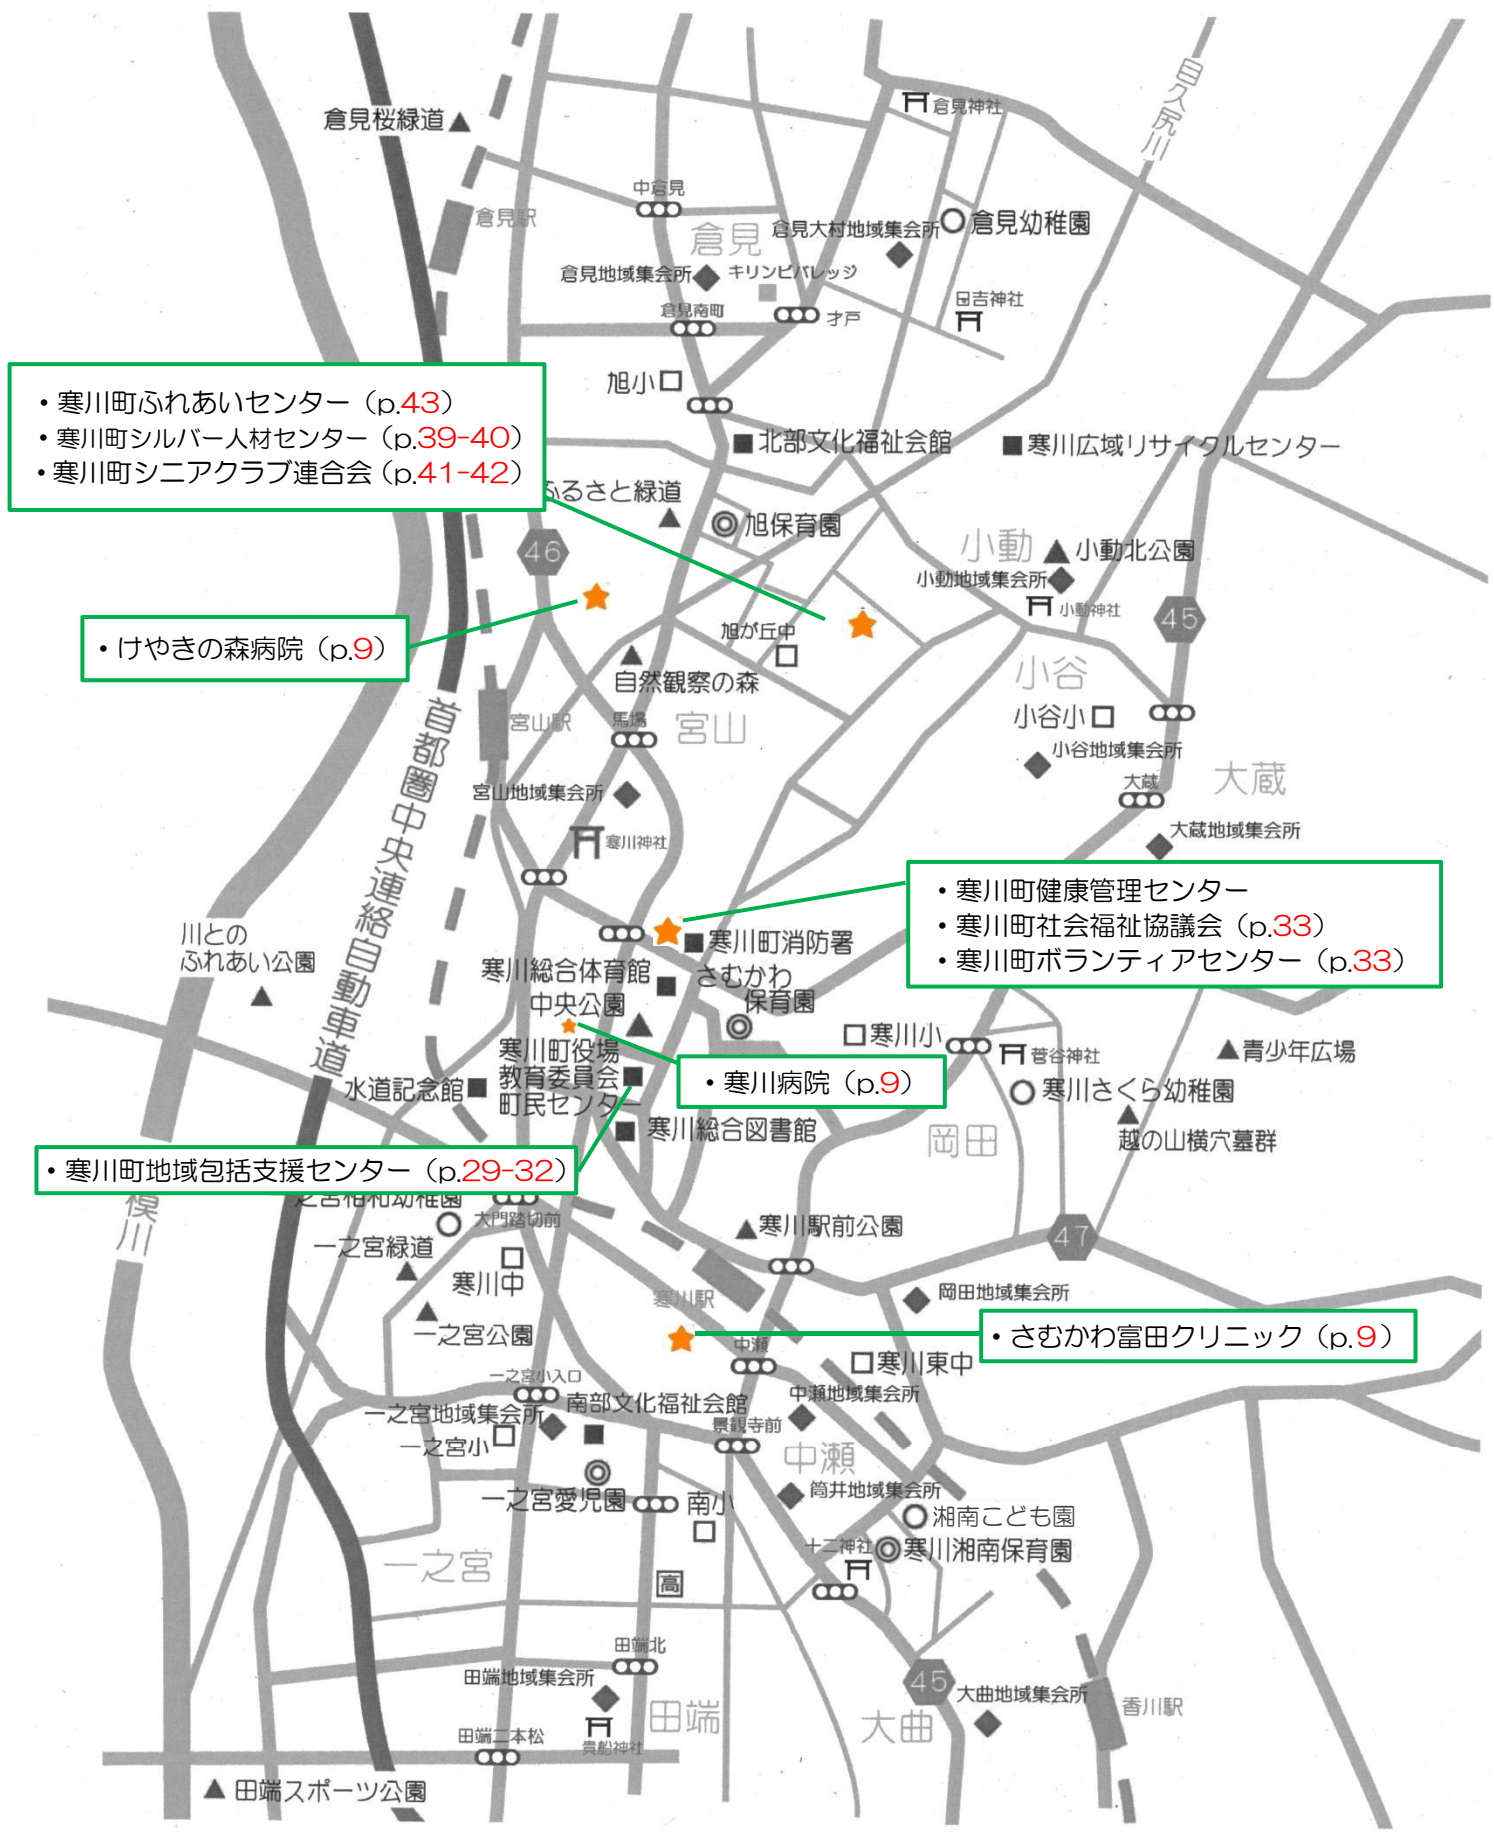 倉見桜緑道
倉見神社
目久尻川
中倉見
倉見駅
倉見
倉見大村地域集会所
倉見幼稚園
倉見地域集会所
キリンビバレッジ
日吉神社
倉見南町
才戸
旭小
・寒川町ふれあいセンター（p.43）
・寒川町シルバー人材センター（p.39-40）
・寒川町シニアクラブ連合会（p.41-42）
北部文化福祉会館
寒川広域リサイクルセンター
ふるさと緑道
旭保育園
46
小動
小動北公園
小動地域集会所
小動神社
45
・けやきの森病院（p.9）
旭が丘中
自然観察の森
小谷
小谷小
首都圏中央連絡自動車道
宮山駅
馬場
宮山
小谷地域集会所
大蔵
大蔵
宮山地域集会所
大蔵地域集会所
寒川神社
・寒川町健康管理センター
・寒川町社会福祉協議会（p.33）
・寒川町ボランティアセンター（p.33）
川との
ふれあい公園
寒川町消防署
寒川総合体育館
さむかわ
保育園
中央公園
寒川小
菅谷神社
青少年広場
寒川町役場
教育委員会
町民センター
・寒川病院（p.9）
水道記念館
寒川さくら幼稚園
寒川総合図書館
岡田
越の山横穴墓群
・寒川町地域包括支援センター（p.29-32）
模川
一之宮相和幼稚園
大門踏切前
寒川駅前公園
47
一之宮緑道
寒川中
寒川駅
岡田地域集会所
一之宮公園
・さむかわ富田クリニック（p.9）
中瀬
寒川東中
一之宮小入口
中瀬地域集会所
一之宮地域集会所
南部文化福祉会館
景観寺前
一之宮小
中瀬
筒井地域集会所
一之宮愛児園
南小
湘南こども園
十二神社
寒川湘南保育園
一之宮
高
田端北
田端地域集会所
45
大曲地域集会所
香川駅
田端
大曲
田端二本松
貴船神社
田端スポーツ公園